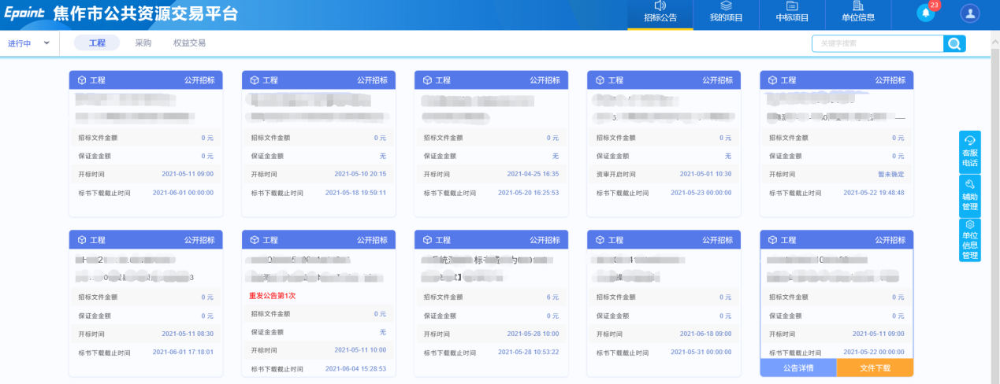 Epoint 焦作市公共资源交易平台
招标公告 我的项目 中标项目 单位信息 23
进行中 工程 采购 权益交易 关键字搜索
工程 公开招标 工程 公开招标 工程 公开招标 工程 公开招标 工程 公开招标
招标文件金额 0 元 招标文件金额 0 元 招标文件金额 0 元 招标文件金额 0 元 招标文件金额 0 元
保证金金额 0 元 保证金金额 无 保证金金额 无 保证金金额 无 保证金金额 0 元
开标时间 2021-05-11 09:00 开标时间 2021-05-10 20:15 开标时间 2021-04-25 16:35 资审开启时间 2021-05-01 10:30 开标时间 暂未确定
标书下载截止时间 2021-06-01 00:00:00 标书下载截止时间 2021-05-18 19:59:11 标书下载截止时间 2021-05-20 16:25:53 标书下载截止时间 2021-05-23 00:00:00 标书下载截止时间 2021-05-22 19:48:48
客服
电话
辅助
管理
单位
信息
管理
工程 公开招标 工程 公开招标 工程 公开招标 工程 公开招标 工程 公开招标
招标文件金额 0 元 重发公告第1次 招标文件金额 6 元 招标文件金额 0 元 招标文件金额 0 元
保证金金额 0 元 招标文件金额 0 元 保证金金额 0 元 保证金金额 0 元 保证金金额 0 元
开标时间 2021-05-11 08:30 保证金金额 无 开标时间 2021-05-28 10:00 开标时间 2021-06-18 09:00 开标时间 2021-05-11 09:00
标书下载截止时间 2021-06-01 17:18:01 开标时间 2021-05-11 10:00 标书下载截止时间 2021-05-28 10:53:22 标书下载截止时间 2021-05-31 00:00:00 标书下载截止时间 2021-05-22 00:00:00
标书下载截止时间 2021-06-04 15:28:53 公告详情 文件下载